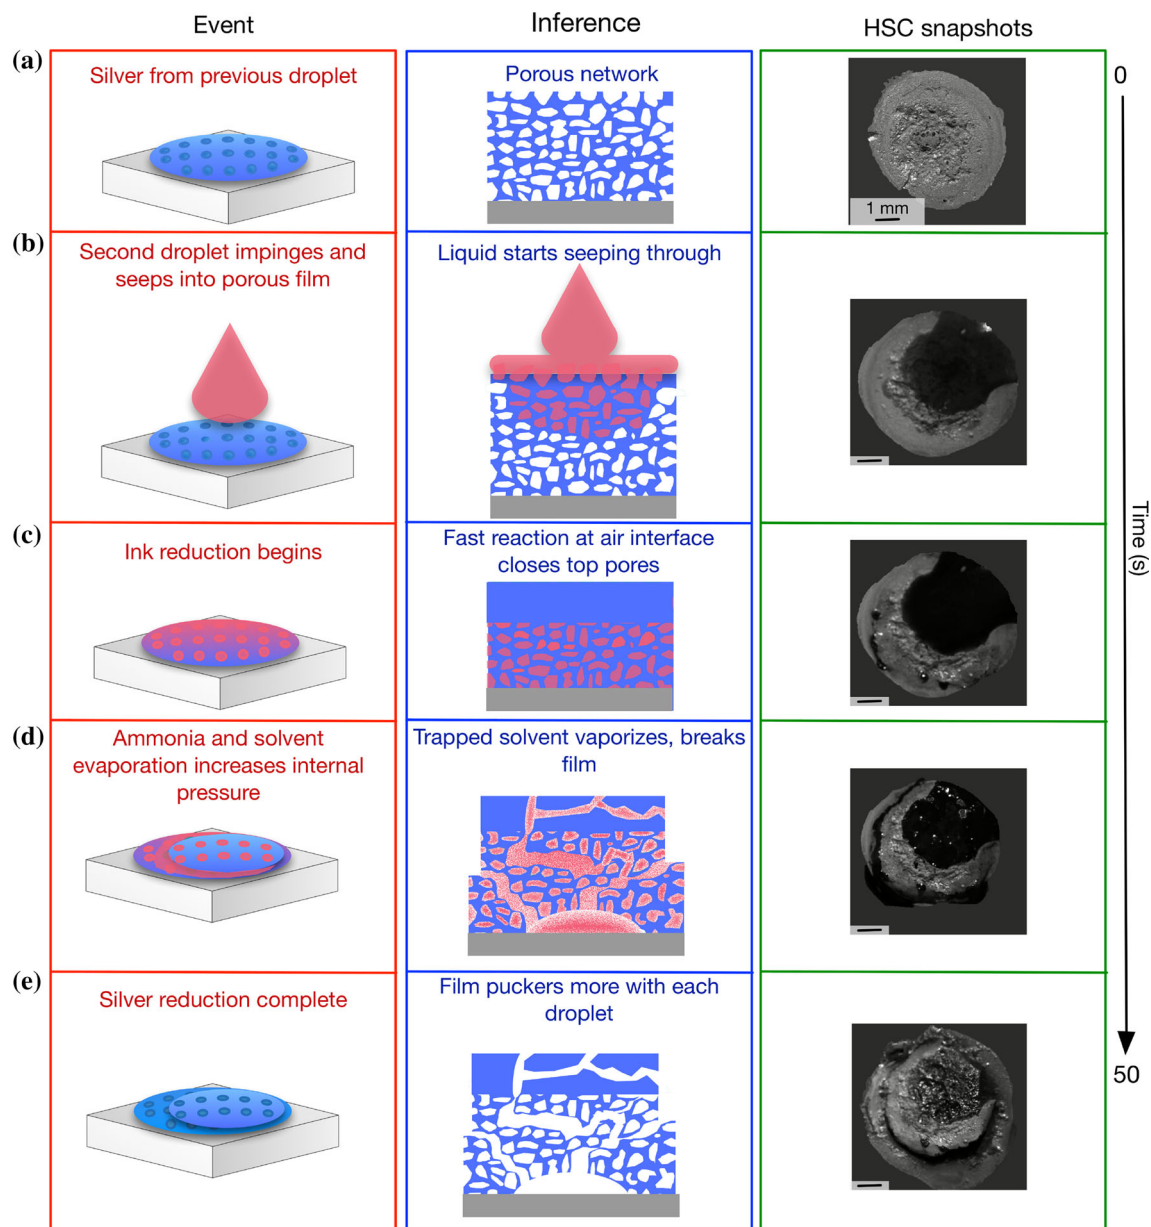 Event
Inference
HSC snapshots
(a)
Silver from previous droplet
Porous network
0
1 mm
(b)
Second droplet impinges and
seeps into porous film
Liquid starts seeping through
(c)
Ink reduction begins
Fast reaction at air interface
closes top pores
Time (s)
(d)
Ammonia and solvent
evaporation increases internal
pressure
Trapped solvent vaporizes, breaks
film
(e)
Silver reduction complete
Film puckers more with each
droplet
50